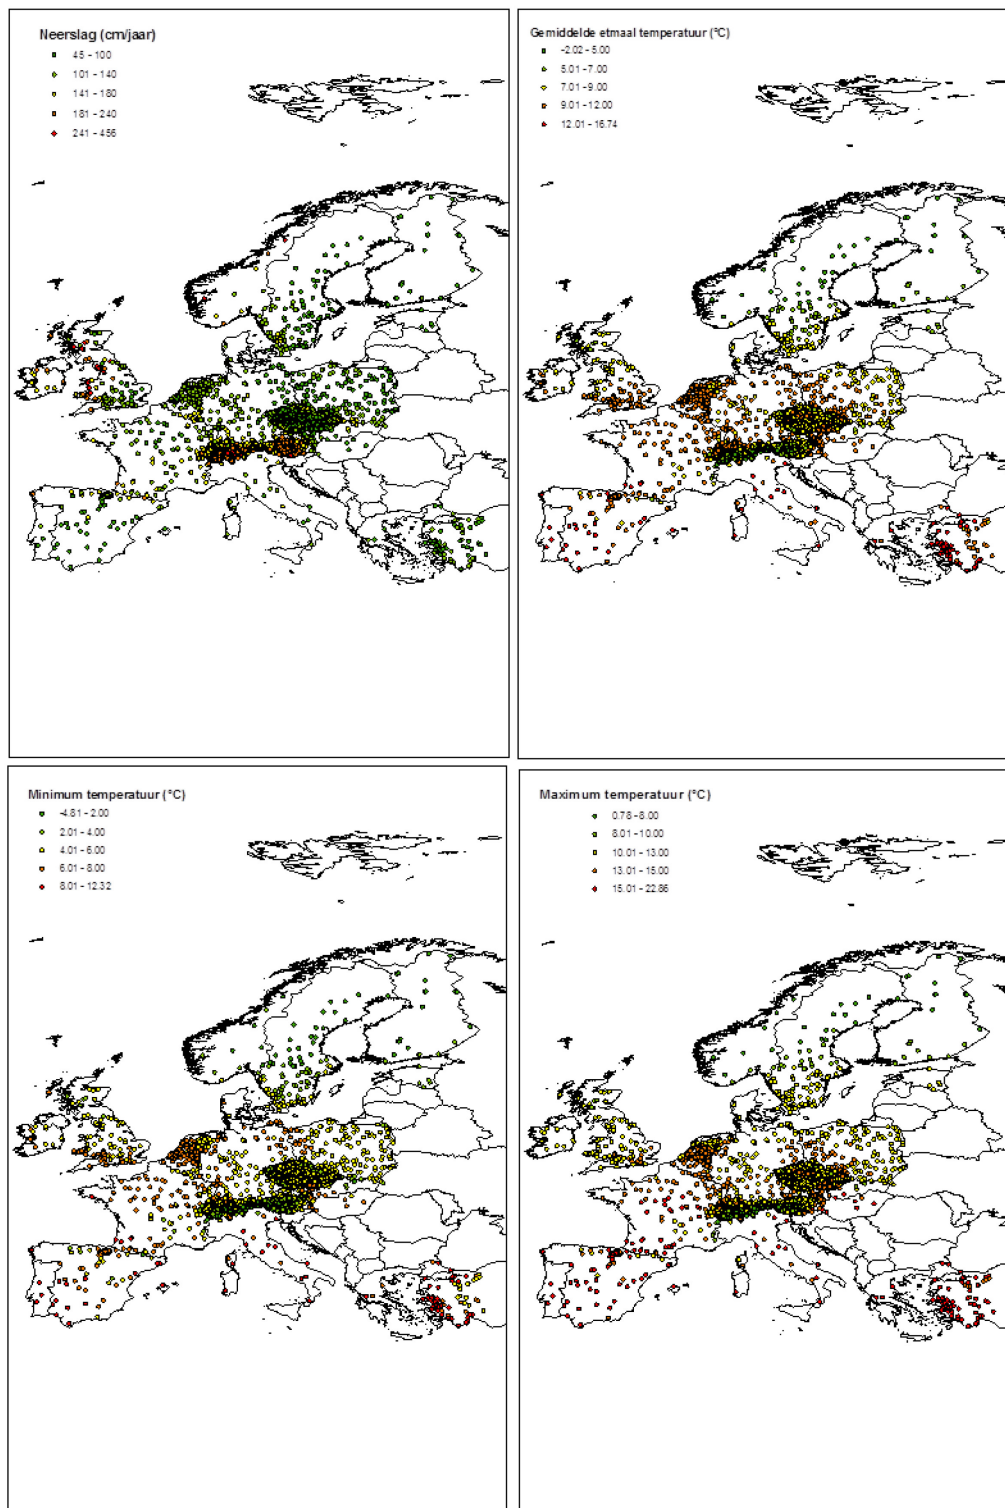 Neerslag (cm/jaar)
45 - 100
101 - 140
141 - 180
181 - 240
241 - 456
Gemiddelde etmaal temperatuur (°C)
-2.02 - 5.00
5.01 - 7.00
7.01 - 9.00
9.01 - 12.00
12.01 - 16.74
Minimum temperatuur (°C)
-4.81 - 2.00
2.01 - 4.00
4.01 - 6.00
6.01 - 8.00
8.01 - 12.32
Maximum temperatuur (°C)
0.78 - 8.00
8.01 - 10.00
10.01 - 13.00
13.01 - 15.00
15.01 - 22.86